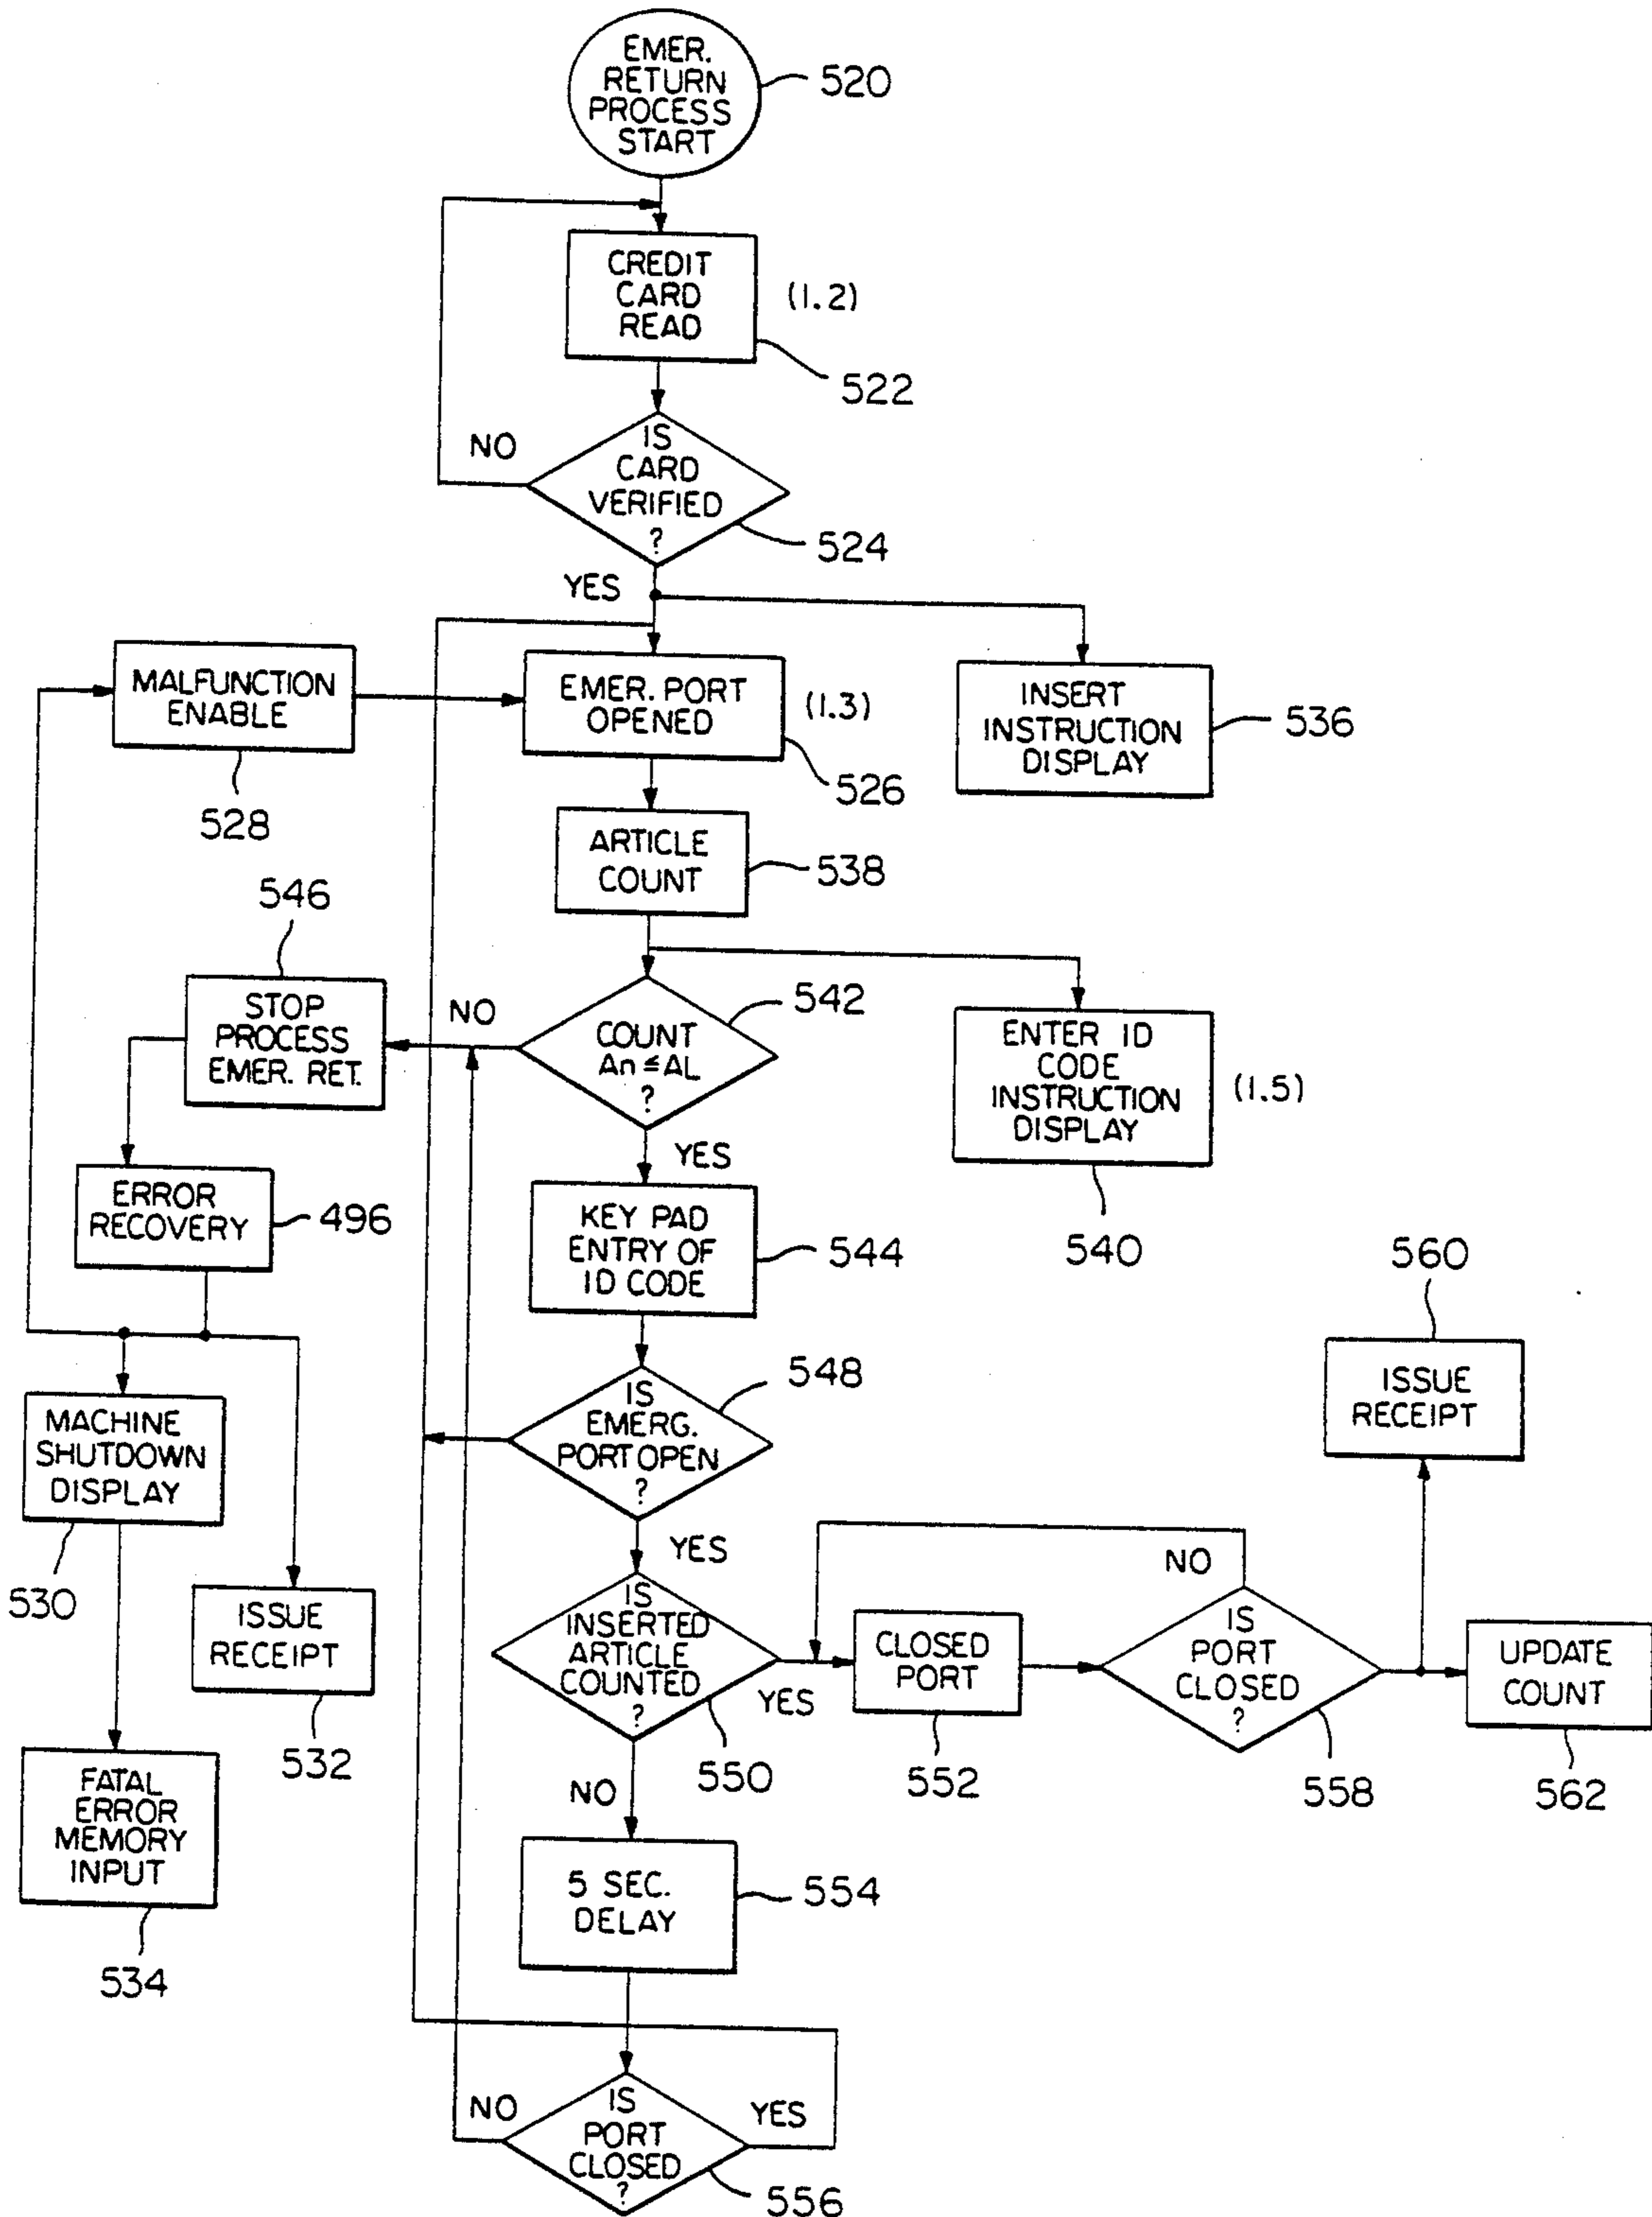 EMER.
RETURN
PROCESS
START
520
CREDIT
CARD
READ
(1.2)
522
NO
IS
CARD
VERIFIED
?
524
YES
MALFUNCTION
ENABLE
528
EMER. PORT
OPENED
(1.3)
526
INSERT
INSTRUCTION
DISPLAY
536
ARTICLE
COUNT
538
546
STOP
PROCESS
EMER. RET.
NO
COUNT
An ≤ AL
?
542
ENTER ID
CODE
INSTRUCTION
DISPLAY
(1.5)
540
YES
ERROR
RECOVERY
496
KEY PAD
ENTRY OF
ID CODE
544
560
ISSUE
RECEIPT
IS
EMERG.
PORT OPEN
?
548
MACHINE
SHUTDOWN
DISPLAY
530
YES
ISSUE
RECEIPT
532
IS
INSERTED
ARTICLE
COUNTED
?
550
YES
CLOSED
PORT
552
NO
IS
PORT
CLOSED
?
558
UPDATE
COUNT
562
NO
FATAL
ERROR
MEMORY
INPUT
534
5 SEC.
DELAY
554
NO
IS
PORT
CLOSED
?
YES
556